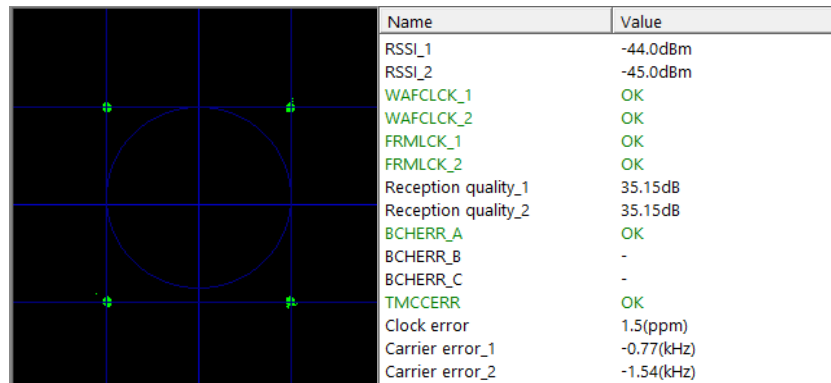 Name Value
RSSI_1 -44.0dBm
RSSI_2 -45.0dBm
WAFCLCK_1 OK
WAFCLCK_2 OK
FRMLCK_1 OK
FRMLCK_2 OK
Reception quality_1 35.15dB
Reception quality_2 35.15dB
BCHERR_A OK
BCHERR_B -
BCHERR_C -
TMCCERR OK
Clock error 1.5(ppm)
Carrier error_1 -0.77(kHz)
Carrier error_2 -1.54(kHz)